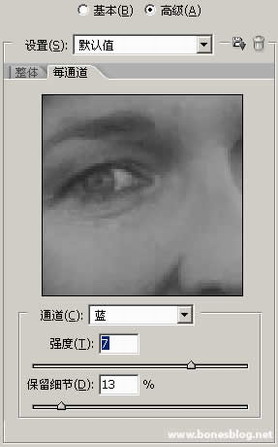 基本(B) 高级(A)
设置(S): 默认值
整体 每通道
通道(C): 蓝
强度(T): 7
保留细节(D): 13 %
www.bonesblog.net